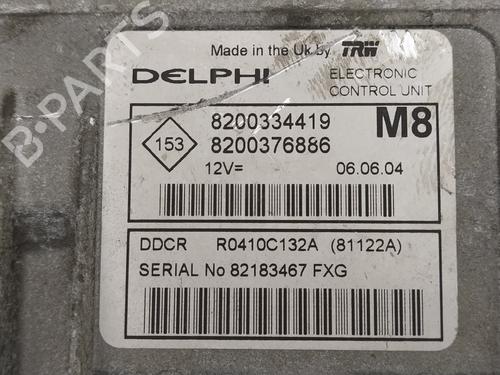 Made in the Uk by TRW
DELPHI
ELECTRONIC
CONTROL UNIT
153
8200334419
8200376886
M8
12V=
06.06.04
DDCR R0410C132A (81122A)
SERIAL No 82183467 FXG
B-PARTS